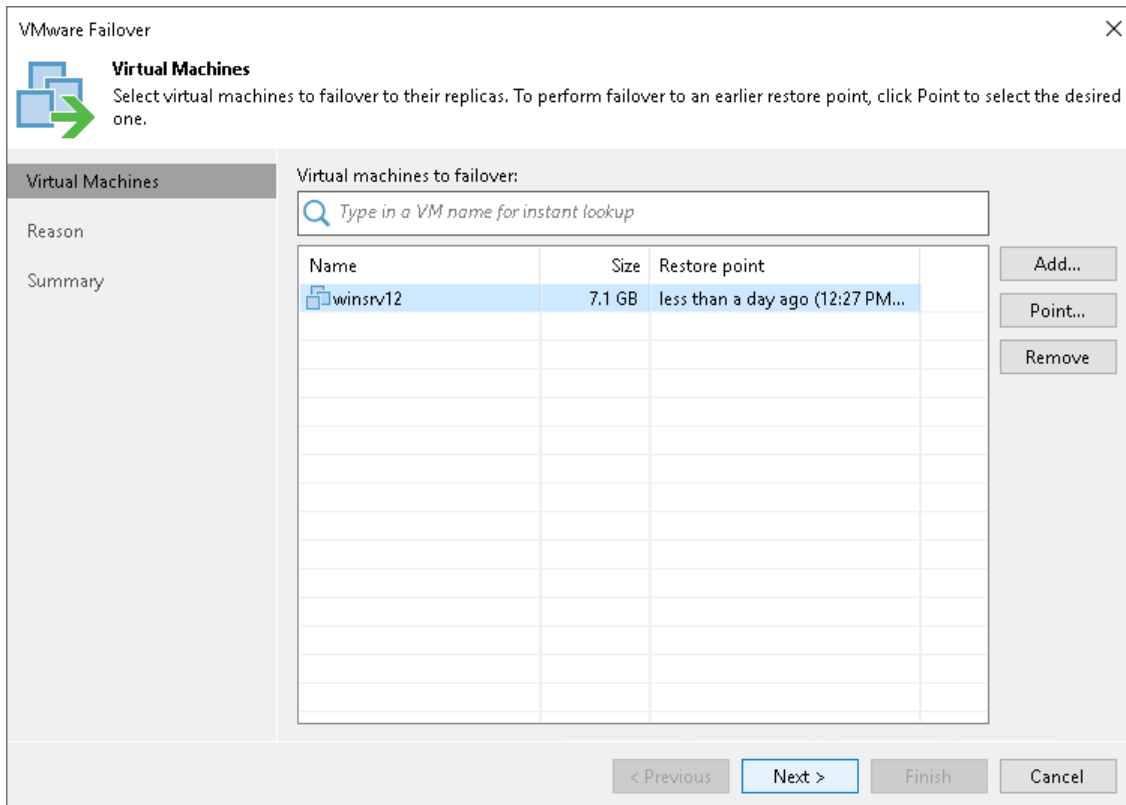 VMware Failover
Virtual Machines
Select virtual machines to failover to their replicas. To perform failover to an earlier restore point, click Point to select the desired
one.
Virtual Machines
Reason
Summary
Virtual machines to failover:
Type in a VM name for instant lookup
Name Size Restore point
winsrv12 7.1 GB less than a day ago (12:27 PM...
Add...
Point...
Remove
< Previous Next > Finish Cancel